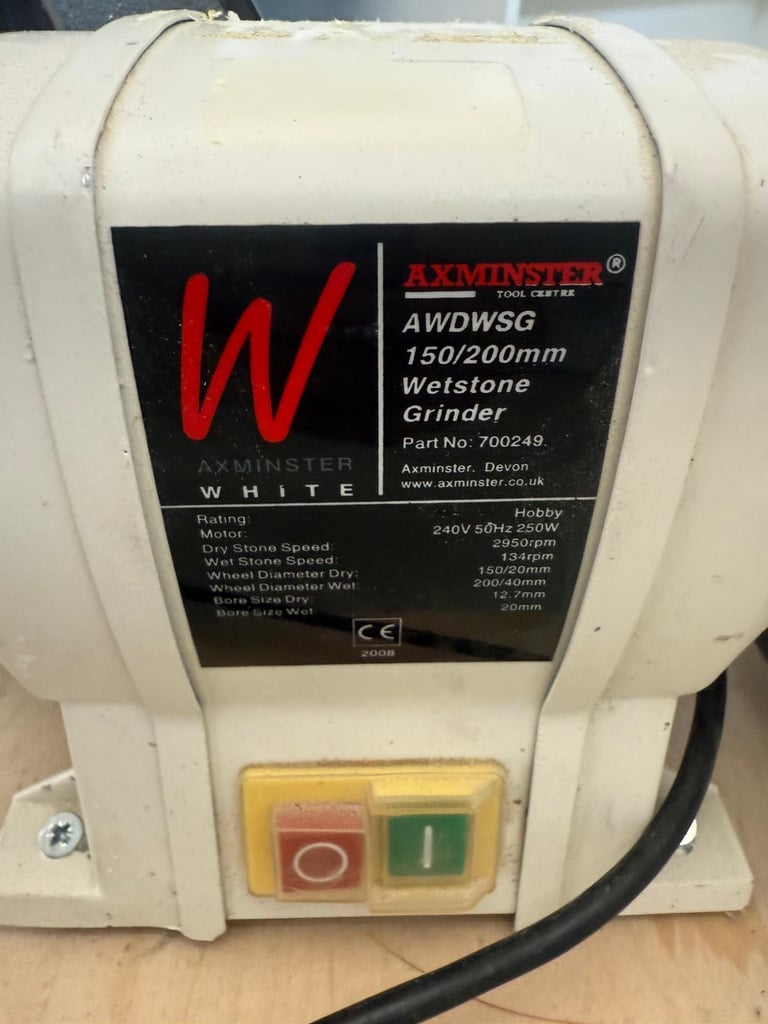 W
AXMINSTER
WHiTE
AXMINSTER®
TOOL CENTRE
AWDWSG
150/200mm
Wetstone
Grinder
Part No: 700249.
Axminster. Devon
www.axminster.co.uk
Rating: Hobby
Motor: 240V 50Hz 250W
Dry Stone Speed: 2950rpm
Wet Stone Speed: 134rpm
Wheel Diameter Dry: 150/20mm
Wheel Diameter Wet: 200/40mm
Bore Size Dry: 12.7mm
Bore Size Wet: 20mm
CE
2008